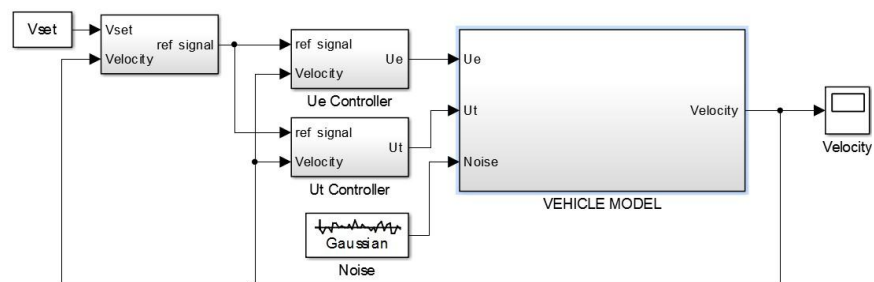 Vset
Vset
ref signal
Velocity
ref signal
Ue
Velocity
Ue Controller
ref signal
Ut
Velocity
Ut Controller
Gaussian
Noise
Ue
Ut
Velocity
Noise
VEHICLE MODEL
Velocity